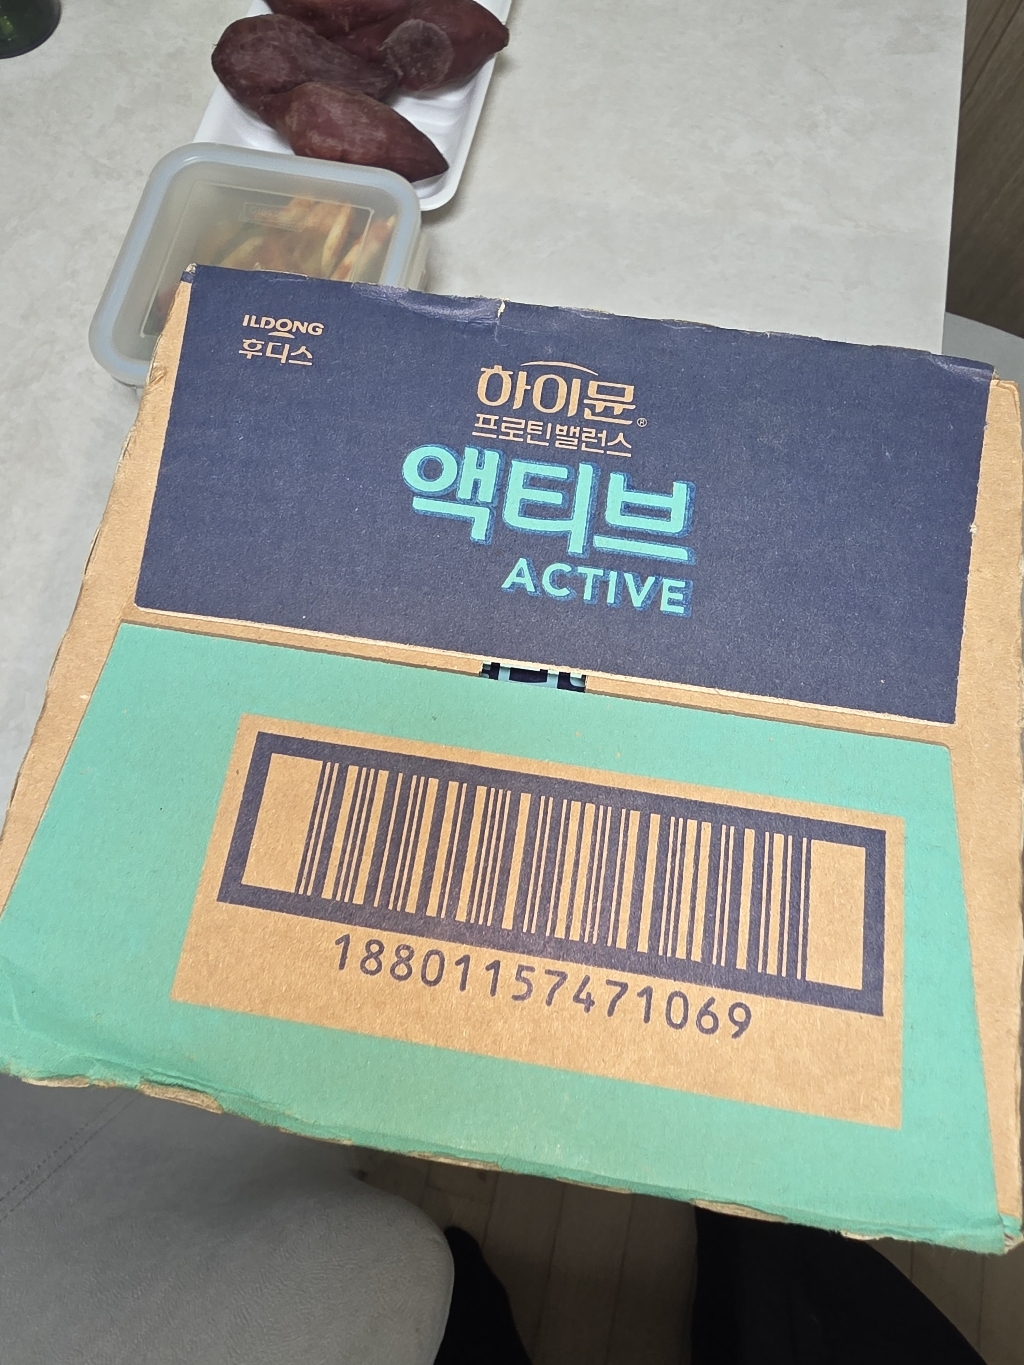 ILDONG
후디스
하이뮨®
프로틴밸런스
액티브
ACTIVE
18801157471069